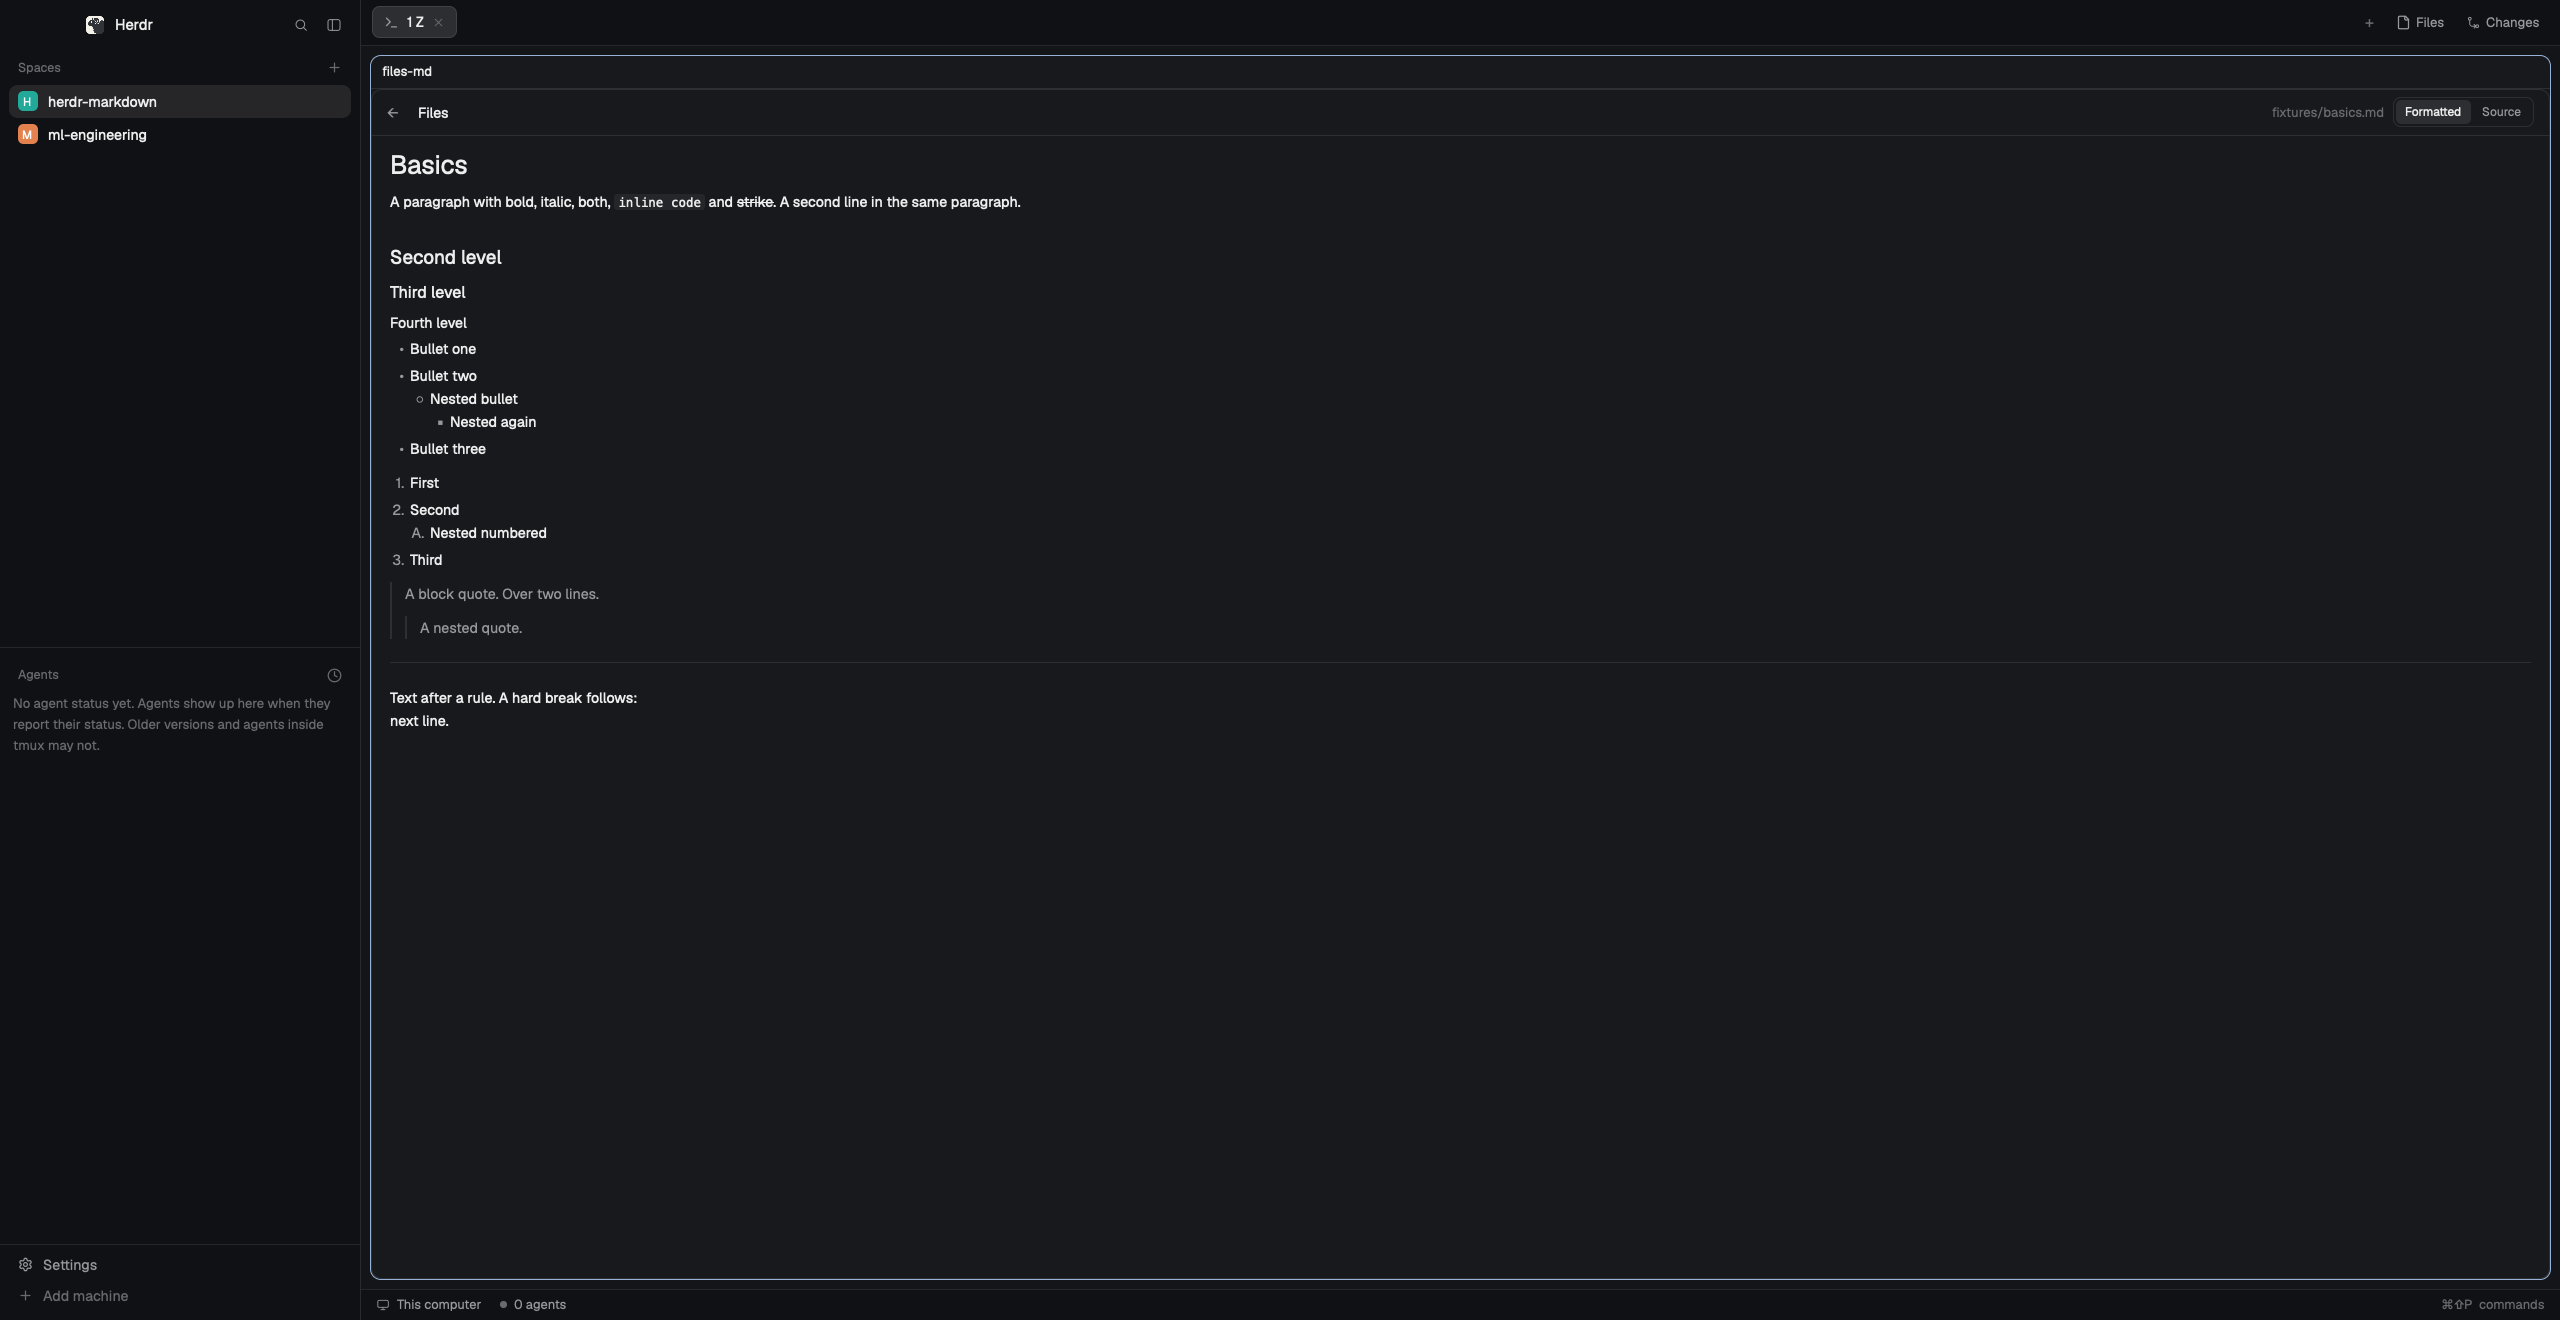 Herdr
Spaces
H herdr-markdown
M ml-engineering
Agents
No agent status yet. Agents show up here when they
report their status. Older versions and agents inside
tmux may not.
Settings
Add machine
1 Z
Files
Changes
files-md
Files
fixtures/basics.md
Formatted
Source
Basics
A paragraph with bold, italic, both, inline code and strike. A second line in the same paragraph.
Second level
Third level
Fourth level
• Bullet one
• Bullet two
○ Nested bullet
▪ Nested again
• Bullet three
1. First
2. Second
A. Nested numbered
3. Third
A block quote. Over two lines.
A nested quote.
Text after a rule. A hard break follows:
next line.
This computer
0 agents
⌘⇧P commands